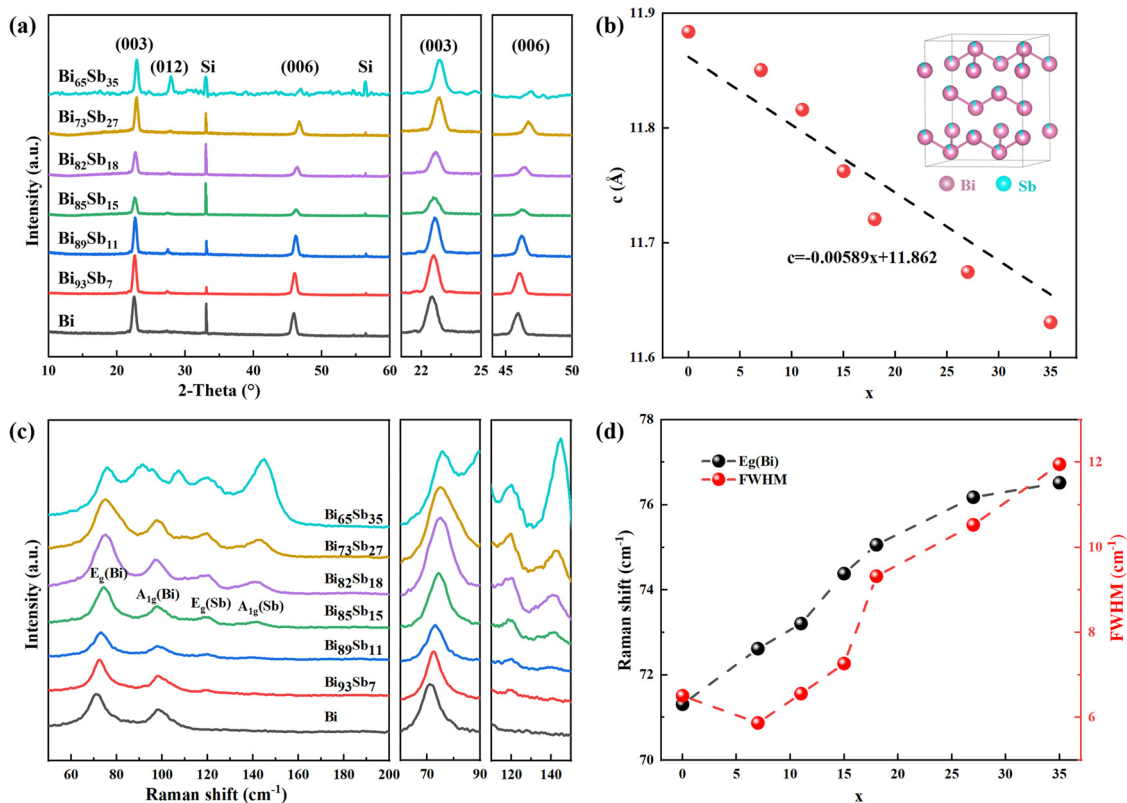 (a)
(003)
(012)
Si
(006)
Si
(003)
(006)
Bi65Sb35
Bi73Sb27
Bi82Sb18
Bi85Sb15
Bi89Sb11
Bi93Sb7
Bi
Intensity (a.u.)
10 20 30 40 50 60
22 25
45 50
2-Theta (°)
(b)
11.9
11.8
11.7
11.6
c (Å)
Bi Sb
c=-0.00589x+11.862
0 5 10 15 20 25 30 35
x
(c)
Bi65Sb35
Bi73Sb27
Bi82Sb18
Bi85Sb15
Bi89Sb11
Bi93Sb7
Bi
Eg(Bi)
A1g(Bi)
Eg(Sb)
A1g(Sb)
Intensity (a.u.)
60 80 100 120 140 160 180 200
70 90
120 140
Raman shift (cm-1)
(d)
Eg(Bi)
FWHM
78
76
74
72
70
Raman shift (cm-1)
12
10
8
6
FWHM (cm-1)
0 5 10 15 20 25 30 35
x